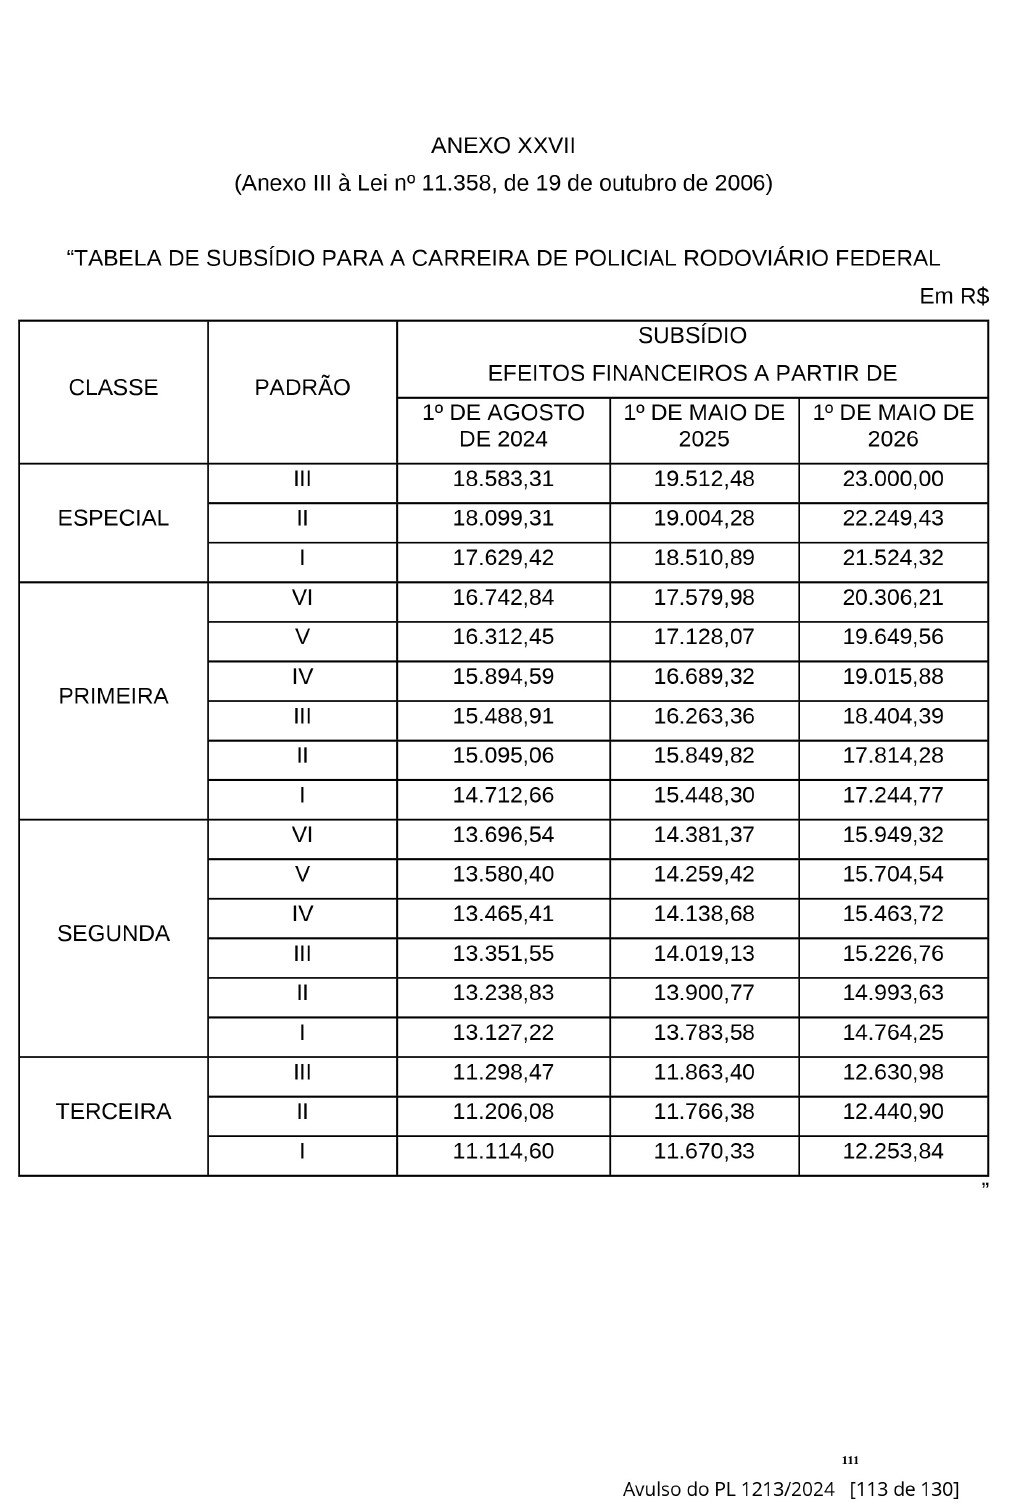 ANEXO XXVII
(Anexo III à Lei nº 11.358, de 19 de outubro de 2006)
“TABELA DE SUBSÍDIO PARA A CARREIRA DE POLICIAL RODOVIÁRIO FEDERAL
Em R$
CLASSE PADRÃO SUBSÍDIO
EFEITOS FINANCEIROS A PARTIR DE
1º DE AGOSTO 1º DE MAIO DE 1º DE MAIO DE
DE 2024 2025 2026
III 18.583,31 19.512,48 23.000,00
ESPECIAL II 18.099,31 19.004,28 22.249,43
I 17.629,42 18.510,89 21.524,32
VI 16.742,84 17.579,98 20.306,21
V 16.312,45 17.128,07 19.649,56
IV 15.894,59 16.689,32 19.015,88
PRIMEIRA
III 15.488,91 16.263,36 18.404,39
II 15.095,06 15.849,82 17.814,28
I 14.712,66 15.448,30 17.244,77
VI 13.696,54 14.381,37 15.949,32
V 13.580,40 14.259,42 15.704,54
IV 13.465,41 14.138,68 15.463,72
SEGUNDA
III 13.351,55 14.019,13 15.226,76
II 13.238,83 13.900,77 14.993,63
I 13.127,22 13.783,58 14.764,25
III 11.298,47 11.863,40 12.630,98
TERCEIRA II 11.206,08 11.766,38 12.440,90
I 11.114,60 11.670,33 12.253,84
”
111
Avulso do PL 1213/2024 [113 de 130]